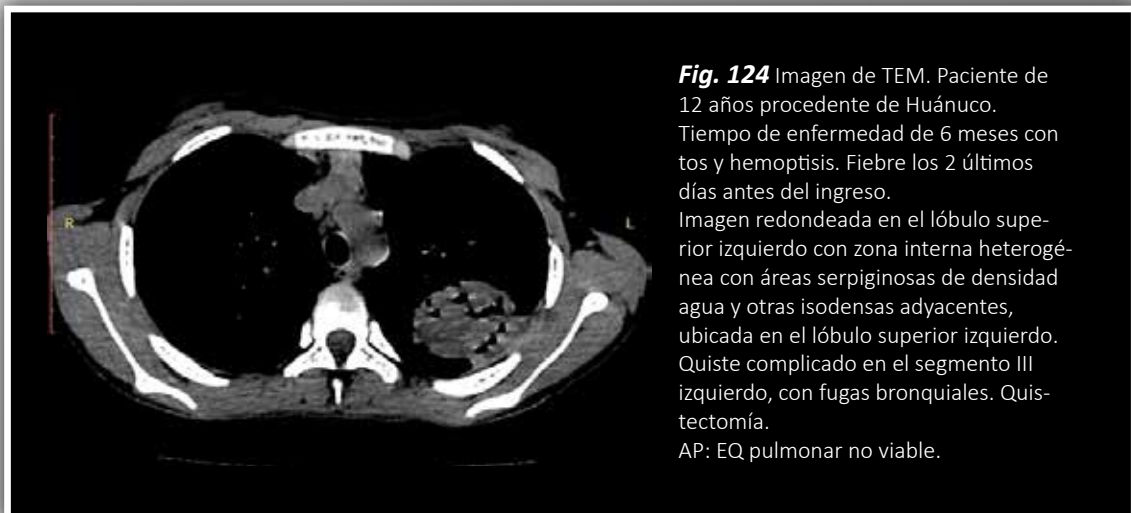 Fig. 124 Imagen de TEM. Paciente de
12 años procedente de Huánuco.
Tiempo de enfermedad de 6 meses con
tos y hemoptisis. Fiebre los 2 últimos
días antes del ingreso.
Imagen redondeada en el lóbulo supe-
rior izquierdo con zona interna heterogé-
nea con áreas serpiginosas de densidad
agua y otras isodensas adyacentes,
ubicada en el lóbulo superior izquierdo.
Quiste complicado en el segmento III
izquierdo, con fugas bronquiales. Quis-
tectomía.
AP: EQ pulmonar no viable.
R
L